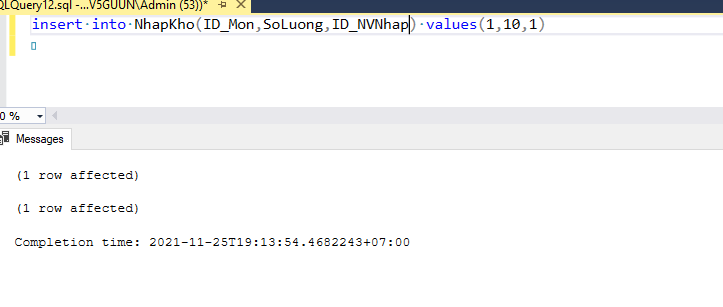 QLQuery12.sql -...V5GUUN\Admin (53))*
insert into NhapKho(ID_Mon,SoLuong,ID_NVNhap) values(1,10,1)
0 %
Messages
(1 row affected)
(1 row affected)
Completion time: 2021-11-25T19:13:54.4682243+07:00